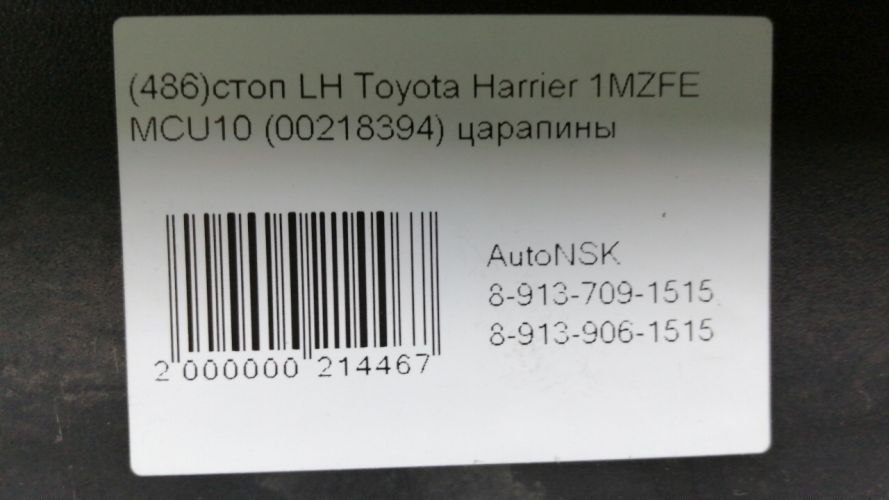 (486)стоп LH Toyota Harrier 1MZFE
MCU10 (00218394) царапины
AutoNSK
8-913-709-1515
8-913-906-1515
2 000000 214467